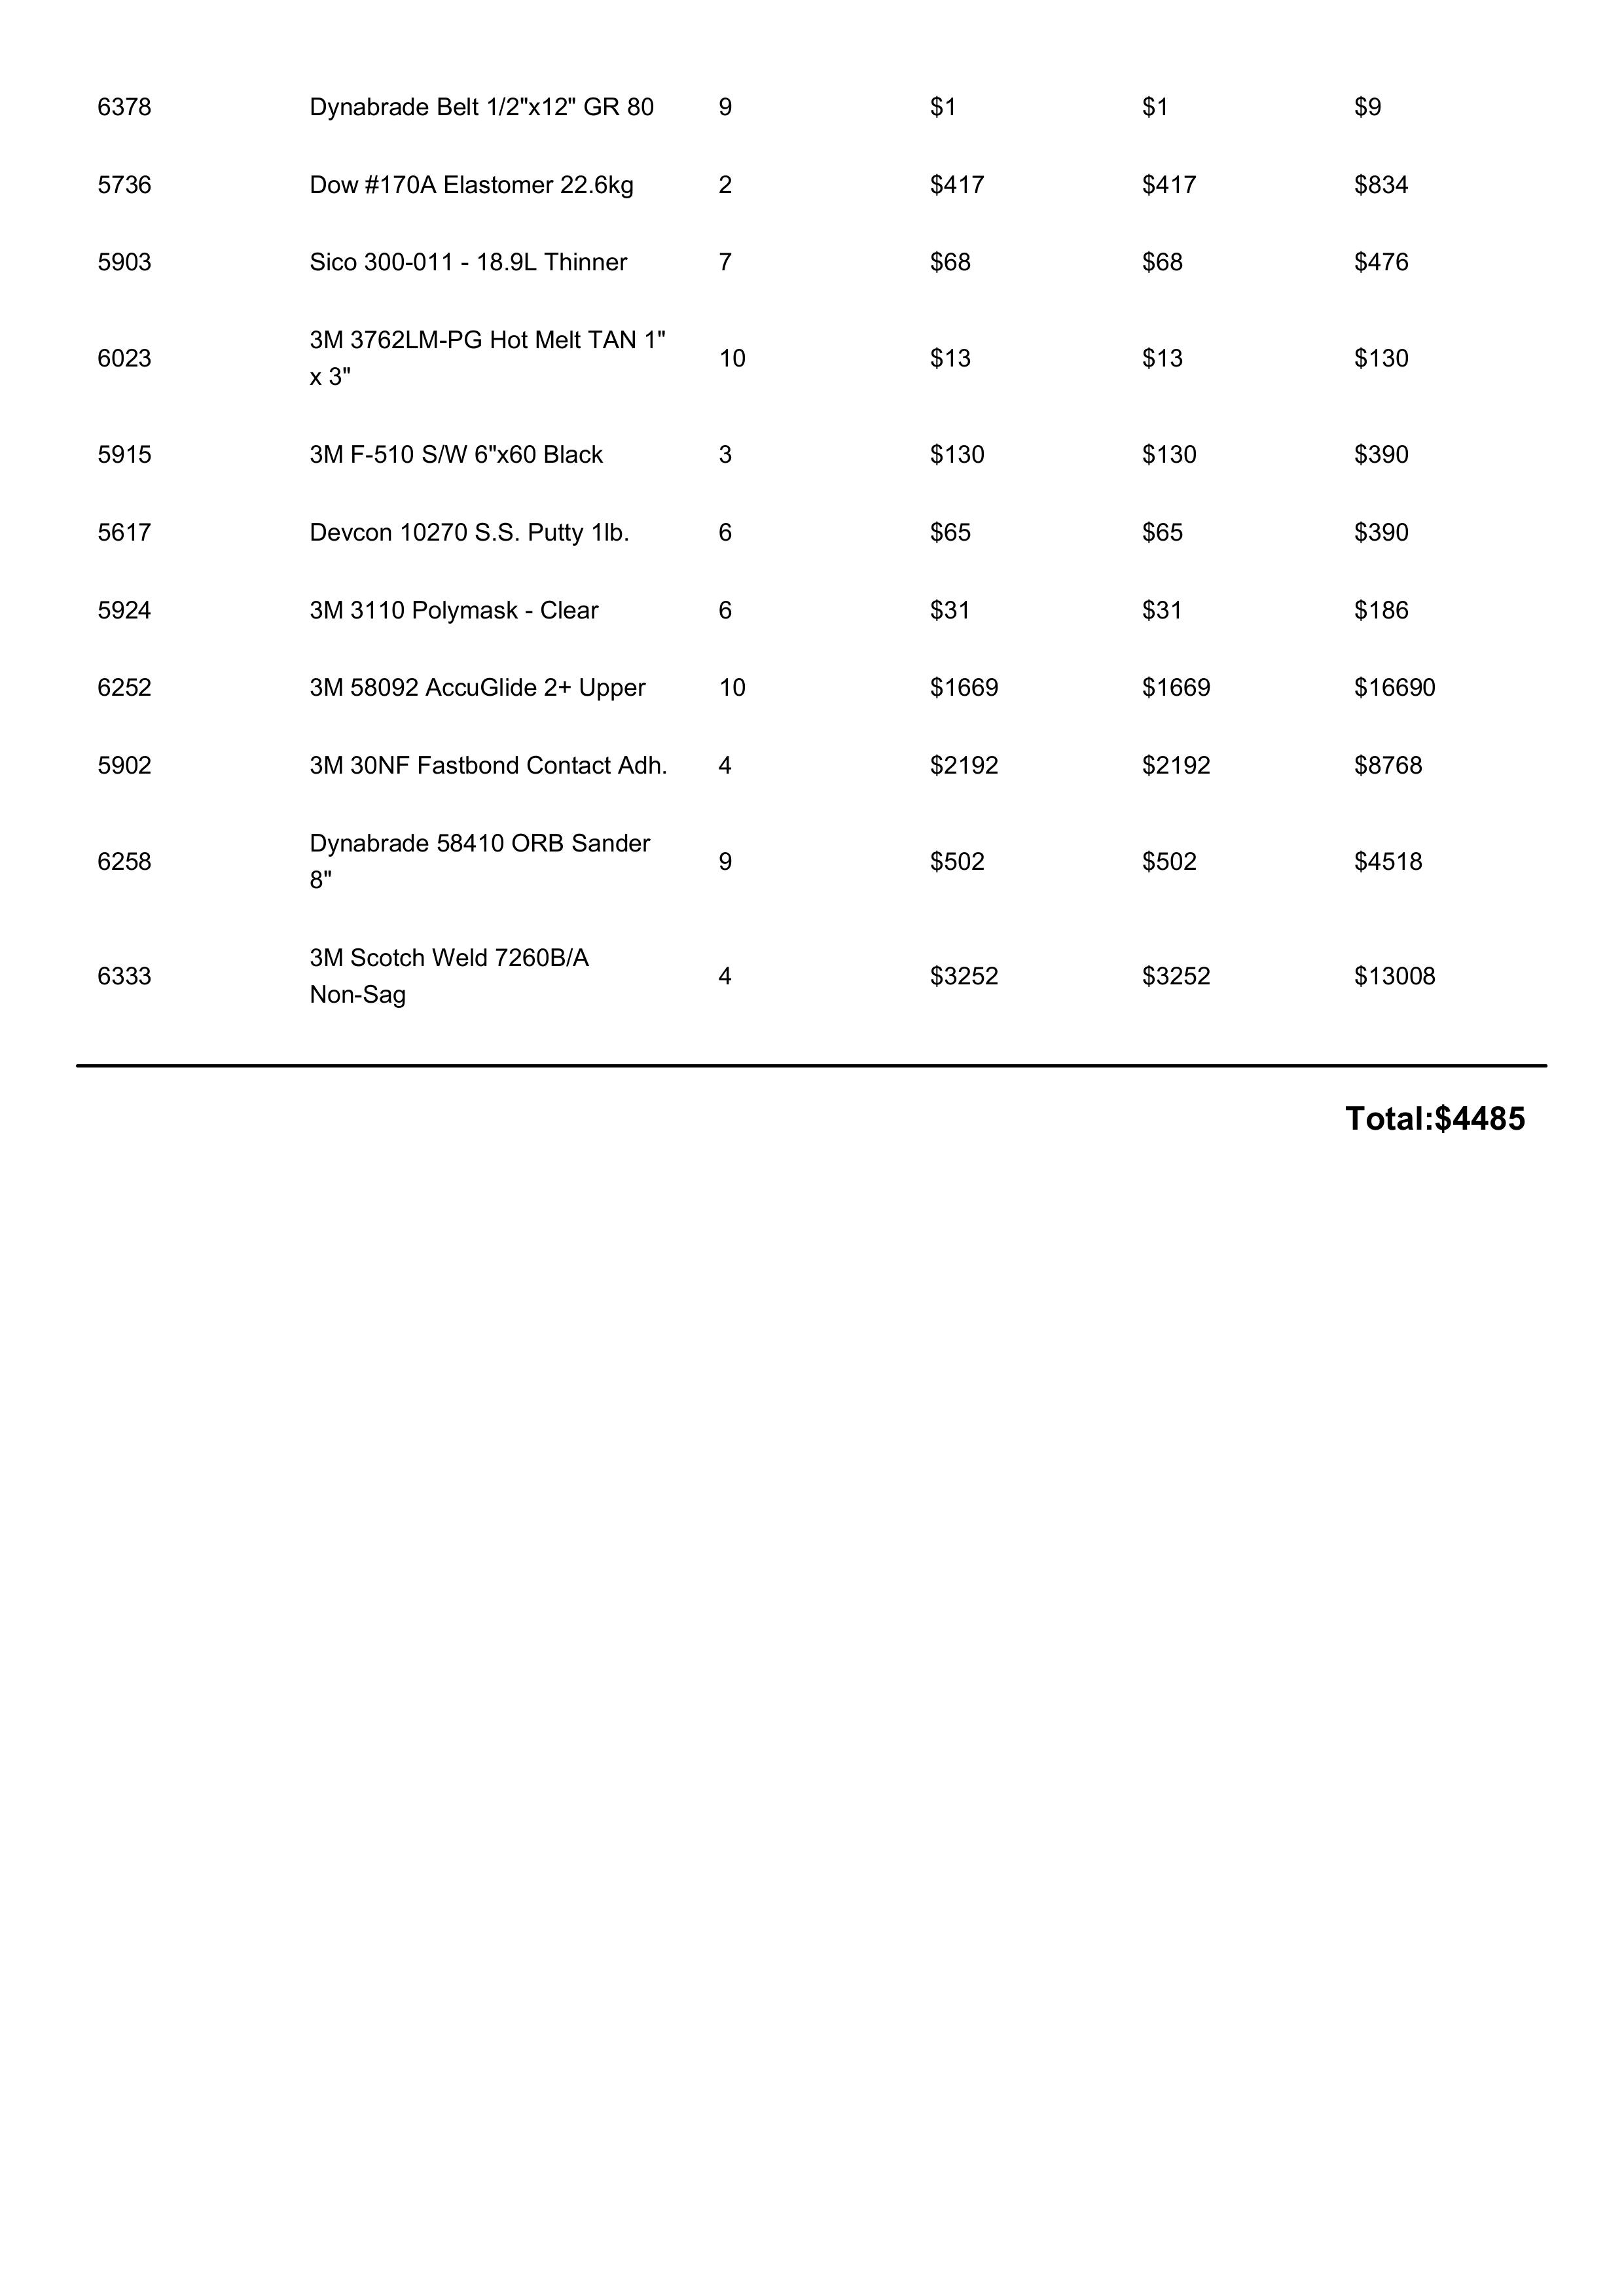 6378 Dynabrade Belt 1/2"x12" GR 80 9 $1 $1 $9
5736 Dow #170A Elastomer 22.6kg 2 $417 $417 $834
5903 Sico 300-011 - 18.9L Thinner 7 $68 $68 $476
3M 3762LM-PG Hot Melt TAN 1"
6023 10 $13 $13 $130
x 3"
5915 3M F-510 S/W 6"x60 Black 3 $130 $130 $390
5617 Devcon 10270 S.S. Putty 1lb. 6 $65 $65 $390
5924 3M 3110 Polymask - Clear 6 $31 $31 $186
6252 3M 58092 AccuGlide 2+ Upper 10 $1669 $1669 $16690
5902 3M 30NF Fastbond Contact Adh. 4 $2192 $2192 $8768
Dynabrade 58410 ORB Sander
6258 9 $502 $502 $4518
8"
3M Scotch Weld 7260B/A
6333 4 $3252 $3252 $13008
Non-Sag
Total:$4485